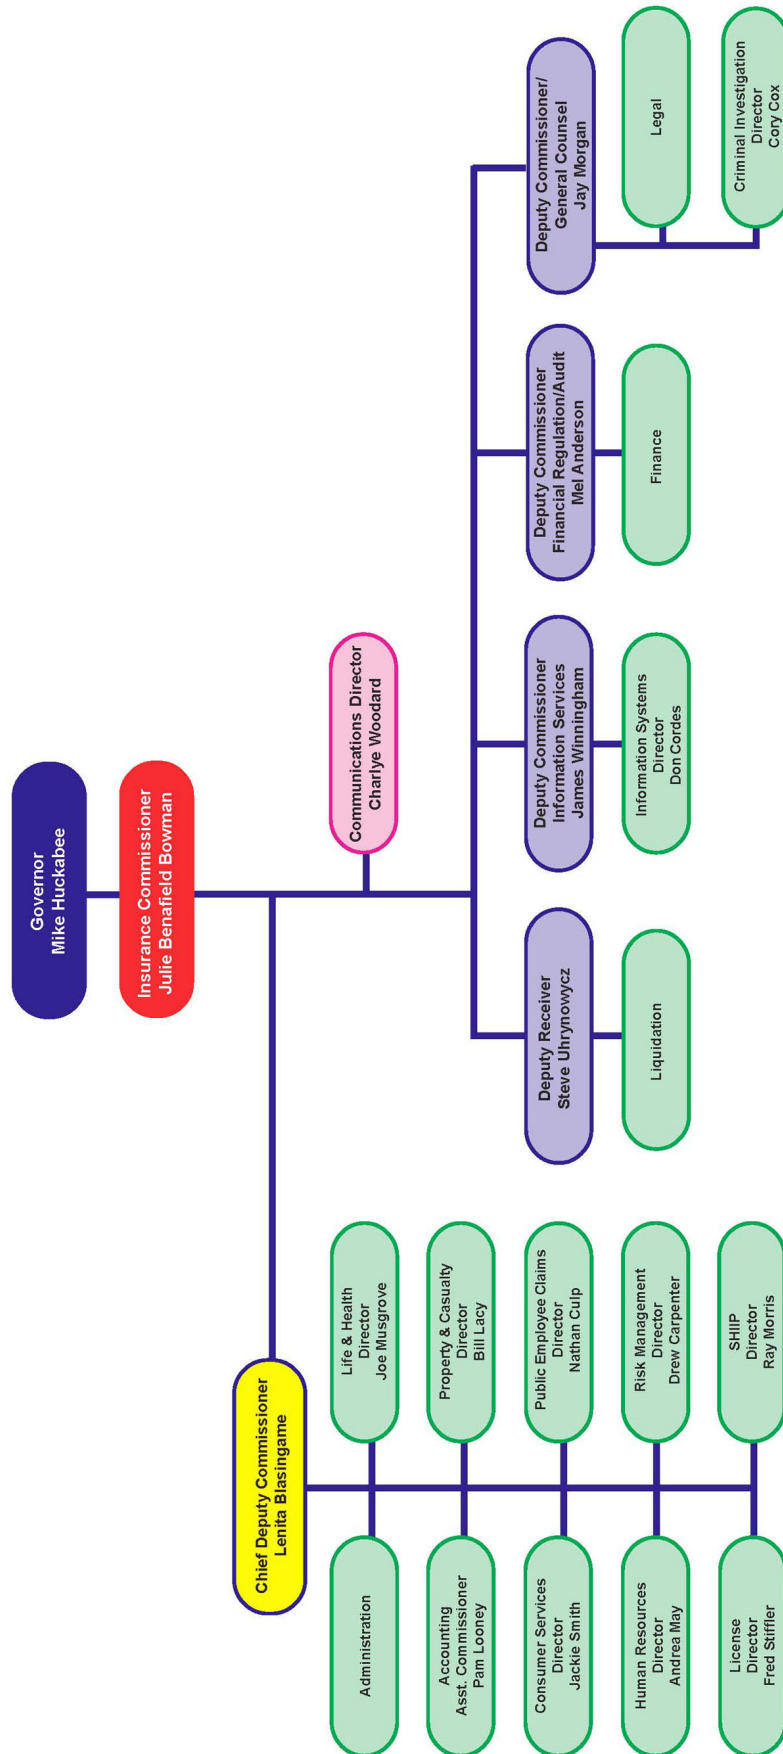 Governor
Mike Huckabee
Insurance Commissioner
Julie Benafield Bowman
Chief Deputy Commissioner
Lenita Blasingame
Communications Director
Charlye Woodard
Administration
Life & Health
Director
Joe Musgrove
Accounting
Asst. Commissioner
Pam Looney
Property & Casualty
Director
Bill Lacy
Consumer Services
Director
Jackie Smith
Public Employee Claims
Director
Nathan Culp
Human Resources
Director
Andrea May
Risk Management
Director
Drew Carpenter
License
Director
Fred Stiffler
SHIIP
Director
Ray Morris
Deputy Receiver
Steve Uhrynowycz
Liquidation
Deputy Commissioner
Information Services
James Winningham
Information Systems
Director
Don Cordes
Deputy Commissioner
Financial Regulation/Audit
Mel Anderson
Finance
Deputy Commissioner/
General Counsel
Jay Morgan
Legal
Criminal Investigation
Director
Cory Cox